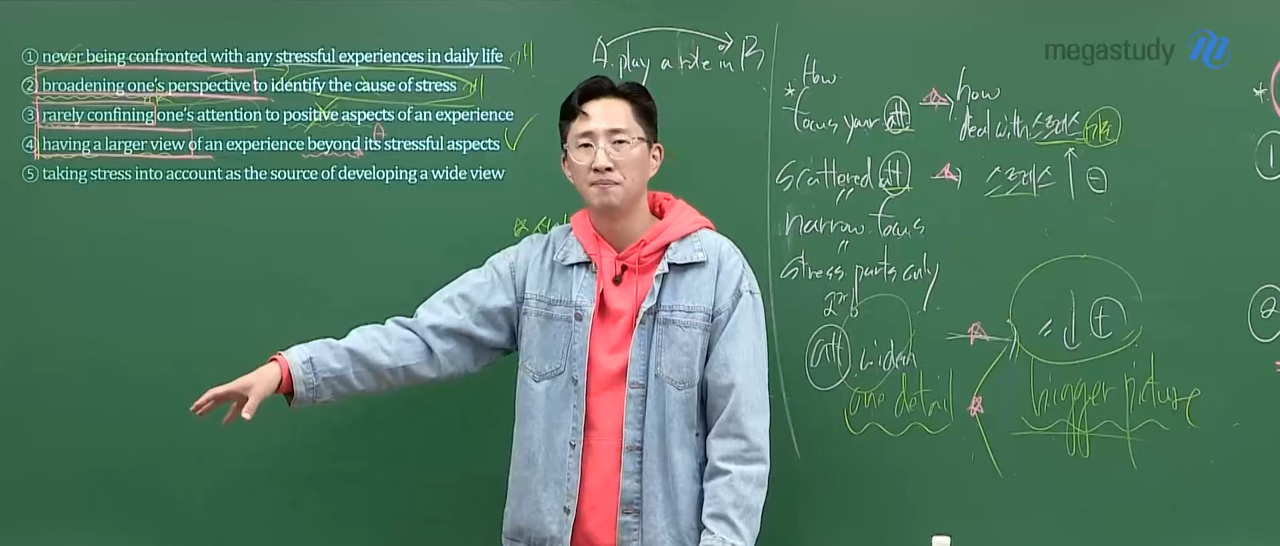 ① never being confronted with any stressful experiences in daily life
② broadening one's perspective to identify the cause of stress
③ rarely confining one's attention to positive aspects of an experience
④ having a larger view of an experience beyond its stressful aspects
⑤ taking stress into account as the source of developing a wide view
A play a role in B
megastudy
How
focus your att
how
deal with 스트레스
scattered att
스트레스 ↑ ⊖
narrow focus
"
stress parts only
att widen
↓ ⊕
one detail
bigger picture
①
②